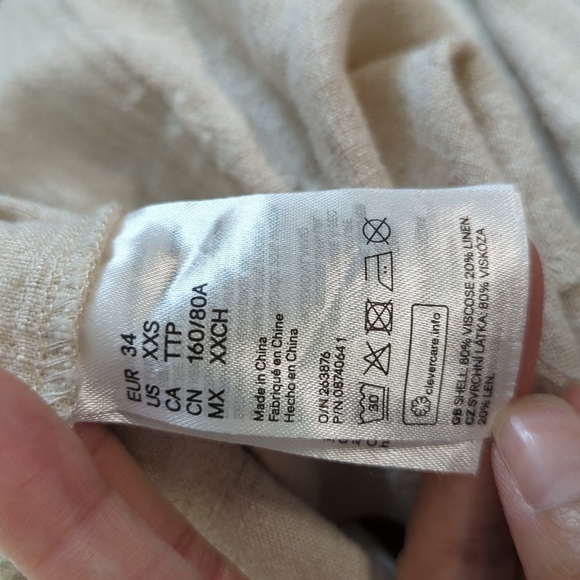 EUR 34
US XXS
CA TTP
CN 160/80A
MX XXCH
Made in China
Fabriqué en Chine
Hecho en China
O/N 263876
P/N 0874064 1
30
clevercare.info
GB SHELL: 80% VISCOSE 20% LINEN.
CZ SVRCHNÍ LÁTKA: 80% VISKÓZA
20% LEN.